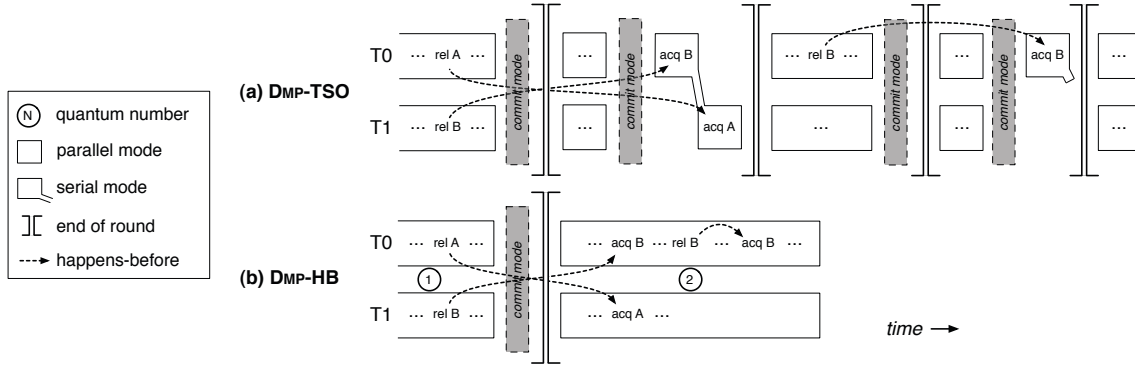 N quantum number
parallel mode
serial mode
end of round
happens-before
(a) DMP-TSO
T0
... rel A ...
commit mode
...
commit mode
acq B
... rel B ...
commit mode
...
commit mode
acq B
...
T1
... rel B ...
...
acq A
...
...
...
(b) DMP-HB
T0
... rel A ...
commit mode
... acq B ... rel B ... acq B ...
1
2
T1
... rel B ...
... acq A ...
time